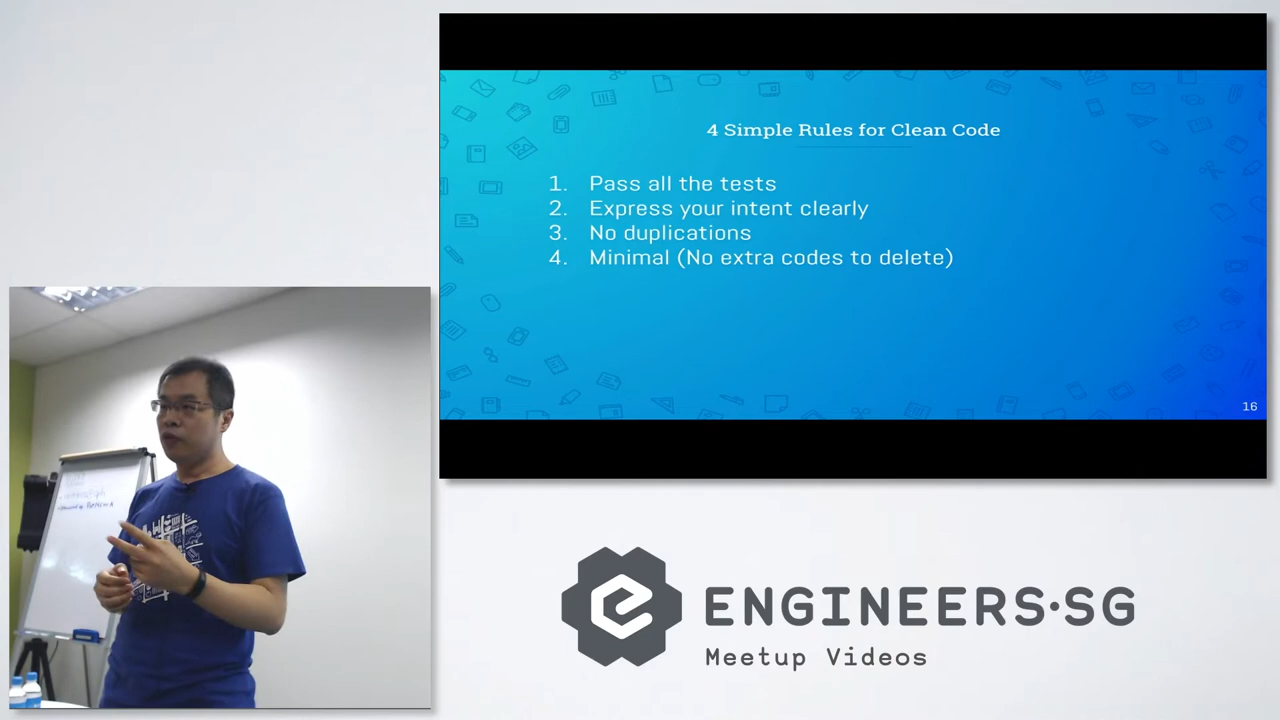 4 Simple Rules for Clean Code
1. Pass all the tests
2. Express your intent clearly
3. No duplications
4. Minimal (No extra codes to delete)
16
ENGINEERS·SG
Meetup Videos